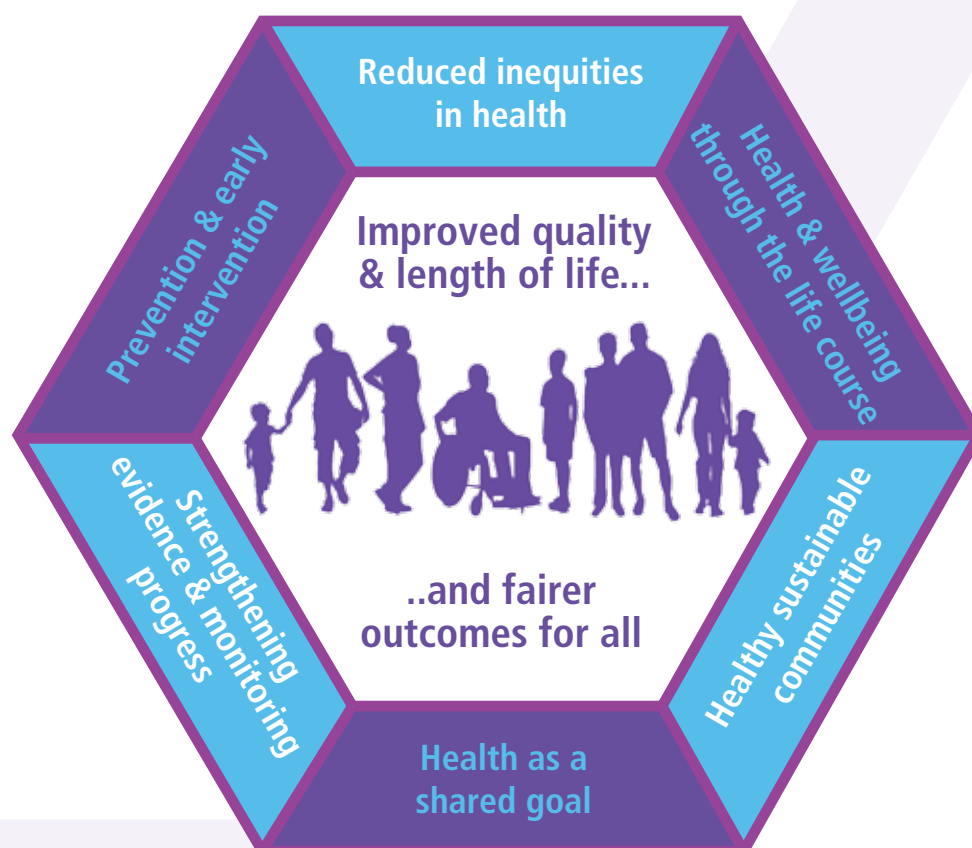 Reduced inequities
in health
Health & wellbeing
through the life course
Healthy sustainable
communities
Health as a
shared goal
Strengthening
evidence & monitoring
progress
Prevention & early
intervention
Improved quality
& length of life...
..and fairer
outcomes for all